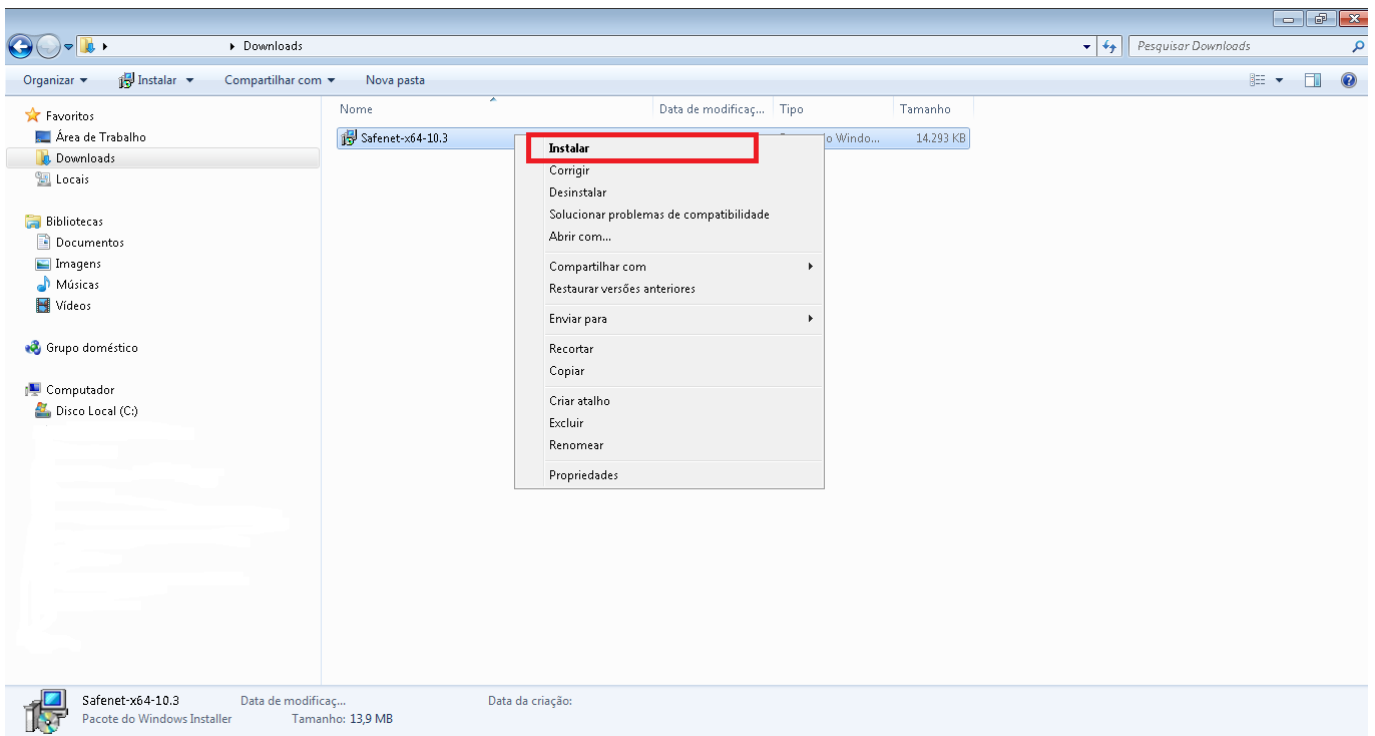 Downloads
Pesquisar Downloads
Organizar Instalar Compartilhar com Nova pasta
Nome Data de modificaç... Tipo Tamanho
Favoritos
Área de Trabalho
Downloads
Locais
Bibliotecas
Documentos
Imagens
Músicas
Vídeos
Grupo doméstico
Computador
Disco Local (C:)
Safenet-x64-10.3 o Windo... 14.293 KB
Instalar
Corrigir
Desinstalar
Solucionar problemas de compatibilidade
Abrir com...
Compartilhar com
Restaurar versões anteriores
Enviar para
Recortar
Copiar
Criar atalho
Excluir
Renomear
Propriedades
Safenet-x64-10.3 Data de modificaç... Data da criação:
Pacote do Windows Installer Tamanho: 13,9 MB